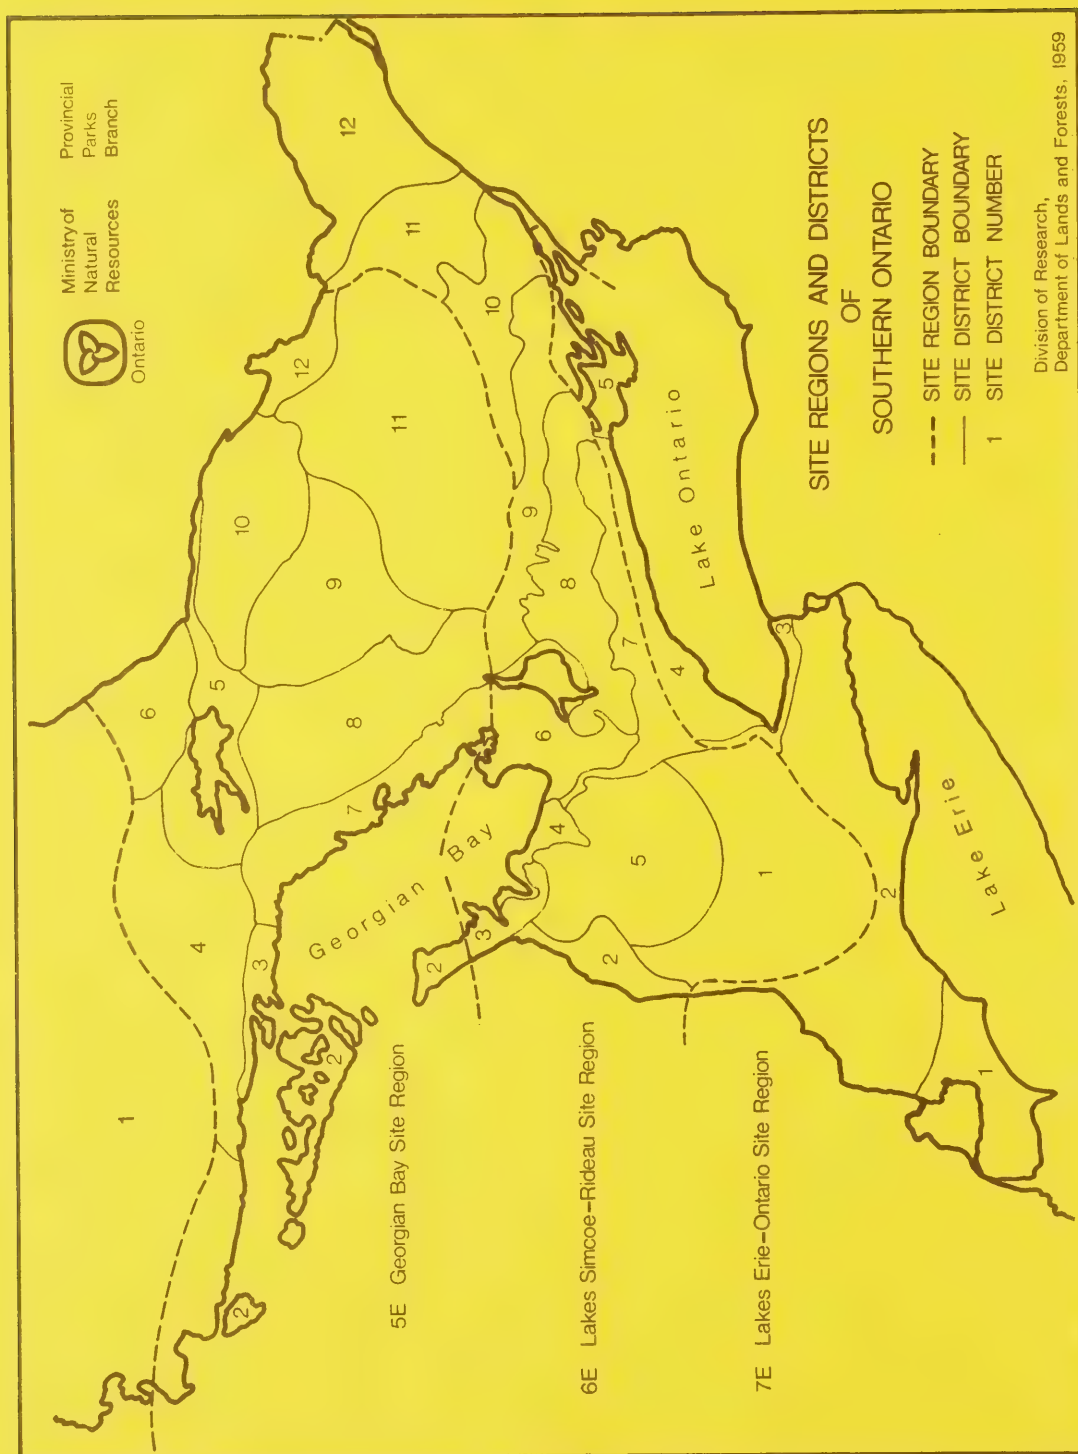 Ministry of Provincial
Natural Parks
Resources Branch
Ontario
1
6
4
5
10
2
3
12
2
7
8
9
11
12
Georgian Bay
5E Georgian Bay Site Region
2
3
11
10
9
6
4
8
5
2
7
5
6E Lakes Simcoe-Rideau Site Region
4
Lake Ontario
1
3
7E Lakes Erie-Ontario Site Region
2
1
Lake Erie
SITE REGIONS AND DISTRICTS
OF
SOUTHERN ONTARIO
SITE REGION BOUNDARY
SITE DISTRICT BOUNDARY
1 SITE DISTRICT NUMBER
Division of Research,
Department of Lands and Forests, 1959